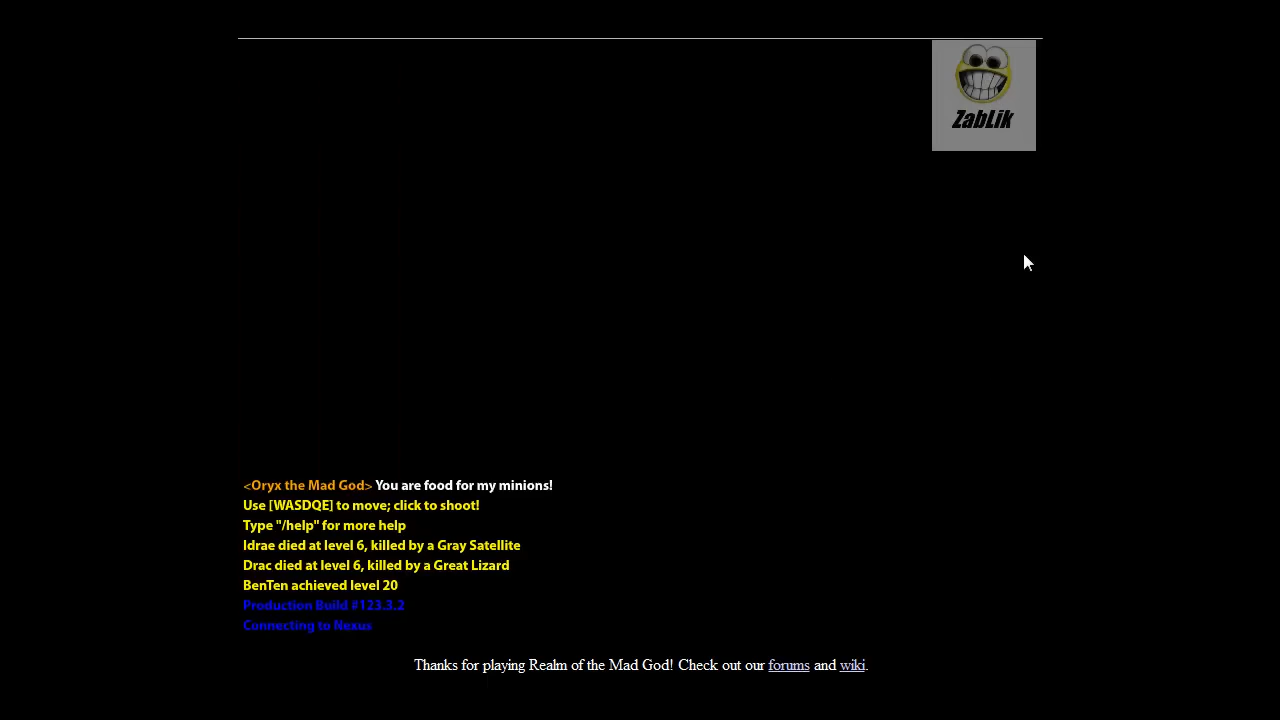 ZabLik
<Oryx the Mad God> You are food for my minions!
Use [WASDQE] to move; click to shoot!
Type "/help" for more help
Idrae died at level 6, killed by a Gray Satellite
Drac died at level 6, killed by a Great Lizard
BenTen achieved level 20
Production Build #123.3.2
Connecting to Nexus
Thanks for playing Realm of the Mad God! Check out our forums and wiki.